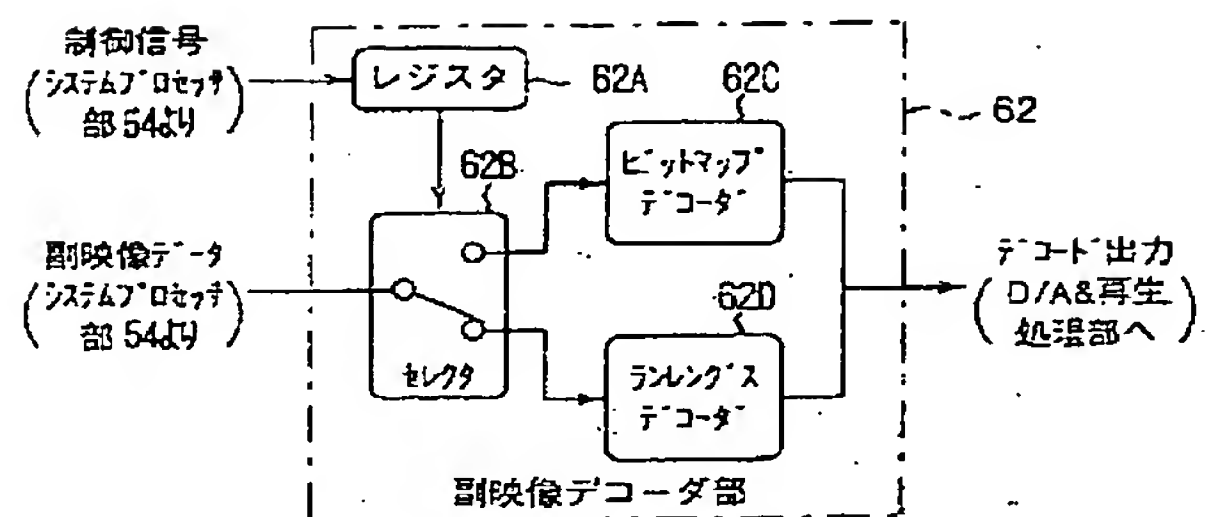 制御信号
(システムプロセッサ
部54より)
レジスタ
62A
62C
62
62B
ビットマップ
デコーダ
副映像データ
(システムプロセッサ
部54より)
セレクタ
62D
ランレングス
デコーダ
デコード出力
(D/A&再生
処理部へ)
副映像デコーダ部